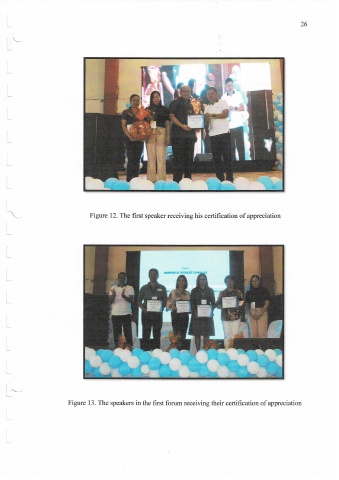 26
Figure 12. The first speaker receiving his certification of appreciation
Figure 13. The speakers in the first forum receiving their certification of appreciation